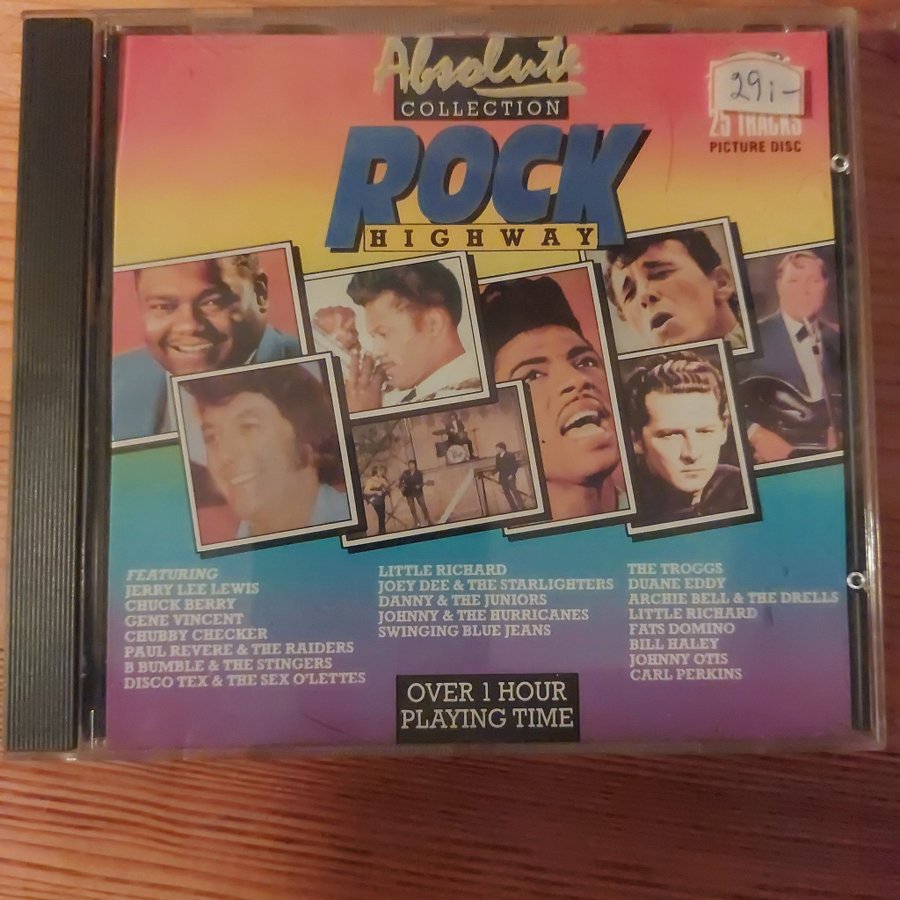 Absolute
COLLECTION
29:-
25 TRACKS
PICTURE DISC
ROCK
HIGHWAY
FEATURING
JERRY LEE LEWIS
CHUCK BERRY
GENE VINCENT
CHUBBY CHECKER
PAUL REVERE & THE RAIDERS
B BUMBLE & THE STINGERS
DISCO TEX & THE SEX O'LETTES
LITTLE RICHARD
JOEY DEE & THE STARLIGHTERS
DANNY & THE JUNIORS
JOHNNY & THE HURRICANES
SWINGING BLUE JEANS
THE TROGGS
DUANE EDDY
ARCHIE BELL & THE DRELLS
LITTLE RICHARD
FATS DOMINO
BILL HALEY
JOHNNY OTIS
CARL PERKINS
OVER 1 HOUR
PLAYING TIME